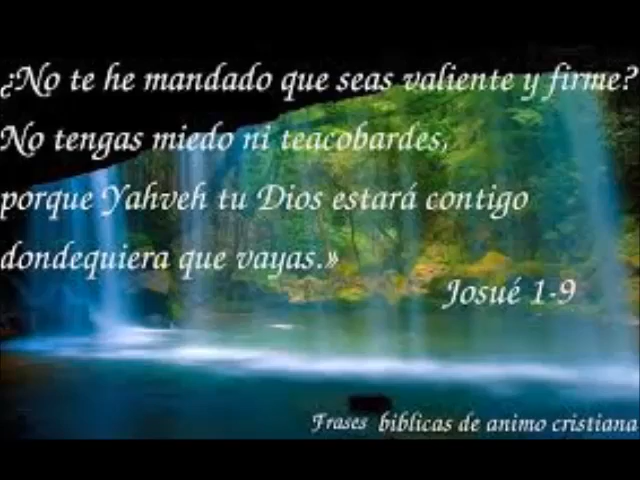 ¿No te he mandado que seas valiente y firme?
No tengas miedo ni teacobardes,
porque Yahveh tu Dios estará contigo
dondequiera que vayas.»
Josué 1-9
Frases biblicas de animo cristiana